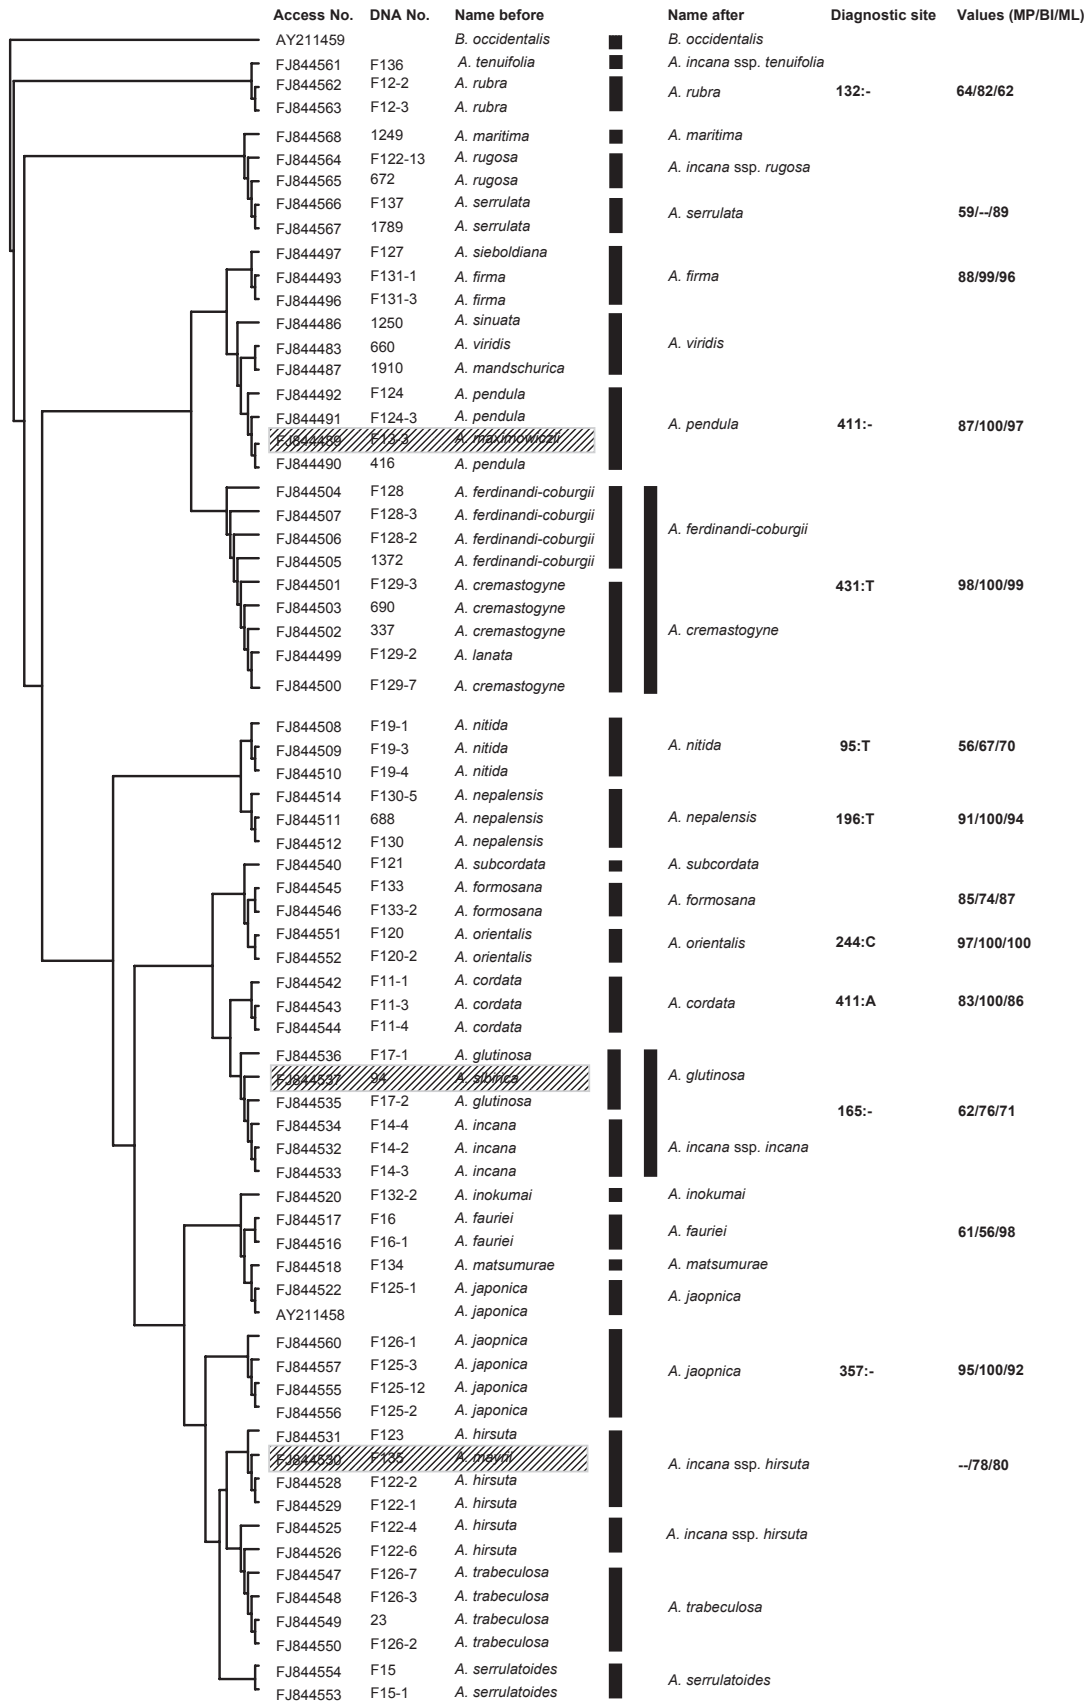 Access No. DNA No. Name before Name after Diagnostic site Values (MP/BI/ML)
AY211459 B. occidentalis B. occidentalis
FJ844561 F136 A. tenuifolia A. incana ssp. tenuifolia
FJ844562 F12-2 A. rubra
A. rubra 132:- 64/82/62
FJ844563 F12-3 A. rubra
FJ844568 1249 A. maritima A. maritima
FJ844564 F122-13 A. rugosa
A. incana ssp. rugosa
FJ844565 672 A. rugosa
FJ844566 F137 A. serrulata
A. serrulata 59/--/89
FJ844567 1789 A. serrulata
FJ844497 F127 A. sieboldiana
FJ844493 F131-1 A. firma A. firma 88/99/96
FJ844496 F131-3 A. firma
FJ844486 1250 A. sinuata
FJ844483 660 A. viridis A. viridis
FJ844487 1910 A. mandschurica
FJ844492 F124 A. pendula
FJ844491 F124-3 A. pendula
A. pendula 411:- 87/100/97
FJ844489 F13-3 A. maximowiczii
FJ844490 416 A. pendula
FJ844504 F128 A. ferdinandi-coburgii
FJ844507 F128-3 A. ferdinandi-coburgii
A. ferdinandi-coburgii
FJ844506 F128-2 A. ferdinandi-coburgii
FJ844505 1372 A. ferdinandi-coburgii
FJ844501 F129-3 A. cremastogyne 431:T 98/100/99
FJ844503 690 A. cremastogyne
FJ844502 337 A. cremastogyne A. cremastogyne
FJ844499 F129-2 A. lanata
FJ844500 F129-7 A. cremastogyne
FJ844508 F19-1 A. nitida
FJ844509 F19-3 A. nitida A. nitida 95:T 56/67/70
FJ844510 F19-4 A. nitida
FJ844514 F130-5 A. nepalensis
FJ844511 688 A. nepalensis A. nepalensis 196:T 91/100/94
FJ844512 F130 A. nepalensis
FJ844540 F121 A. subcordata A. subcordata
FJ844545 F133 A. formosana
A. formosana 85/74/87
FJ844546 F133-2 A. formosana
FJ844551 F120 A. orientalis
A. orientalis 244:C 97/100/100
FJ844552 F120-2 A. orientalis
FJ844542 F11-1 A. cordata
FJ844543 F11-3 A. cordata A. cordata 411:A 83/100/86
FJ844544 F11-4 A. cordata
FJ844536 F17-1 A. glutinosa
FJ844537 94 A. sibirica A. glutinosa
FJ844535 F17-2 A. glutinosa
165:- 62/76/71
FJ844534 F14-4 A. incana
FJ844532 F14-2 A. incana A. incana ssp. incana
FJ844533 F14-3 A. incana
FJ844520 F132-2 A. inokumai A. inokumai
FJ844517 F16 A. fauriei
A. fauriei 61/56/98
FJ844516 F16-1 A. fauriei
FJ844518 F134 A. matsumurae A. matsumurae
FJ844522 F125-1 A. japonica
A. jaopnica
AY211458 A. japonica
FJ844560 F126-1 A. jaopnica
FJ844557 F125-3 A. japonica
A. jaopnica 357:- 95/100/92
FJ844555 F125-12 A. japonica
FJ844556 F125-2 A. japonica
FJ844531 F123 A. hirsuta
FJ844530 F135 A. mayrii
A. incana ssp. hirsuta --/78/80
FJ844528 F122-2 A. hirsuta
FJ844529 F122-1 A. hirsuta
FJ844525 F122-4 A. hirsuta
A. incana ssp. hirsuta
FJ844526 F122-6 A. hirsuta
FJ844547 F126-7 A. trabeculosa
FJ844548 F126-3 A. trabeculosa
A. trabeculosa
FJ844549 23 A. trabeculosa
FJ844550 F126-2 A. trabeculosa
FJ844554 F15 A. serrulatoides
A. serrulatoides
FJ844553 F15-1 A. serrulatoides